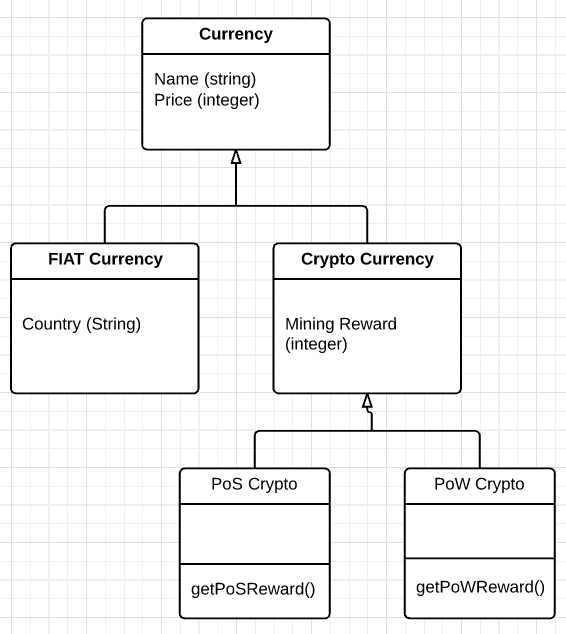 Currency
Name (string)
Price (integer)
FIAT Currency
Country (String)
Crypto Currency
Mining Reward
(integer)
PoS Crypto
getPoSReward()
PoW Crypto
getPoWReward()